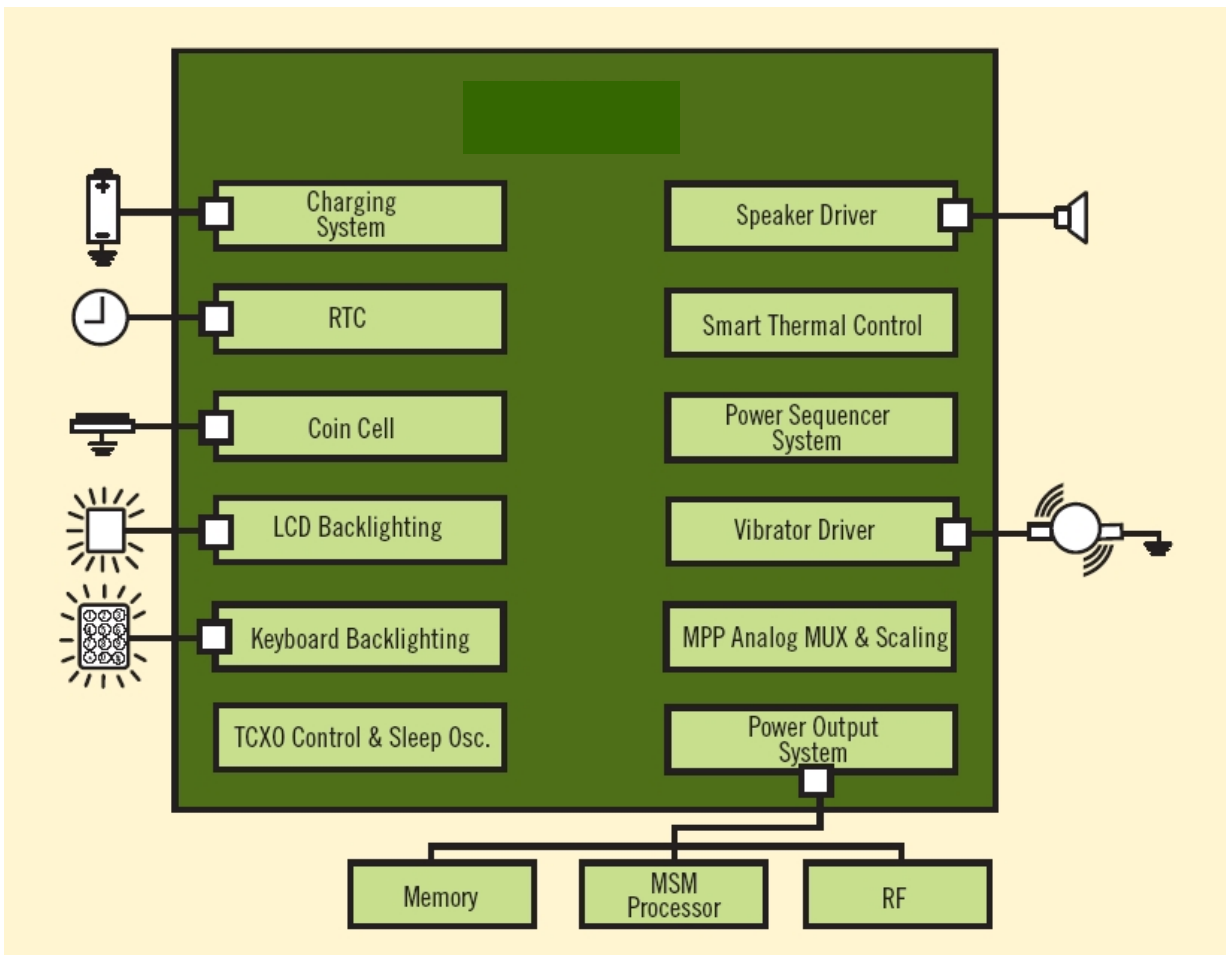 Charging
System
RTC
Coin Cell
LCD Backlighting
Keyboard Backlighting
TCXO Control & Sleep Osc.
Speaker Driver
Smart Thermal Control
Power Sequencer
System
Vibrator Driver
MPP Analog MUX & Scaling
Power Output
System
Memory
MSM
Processor
RF